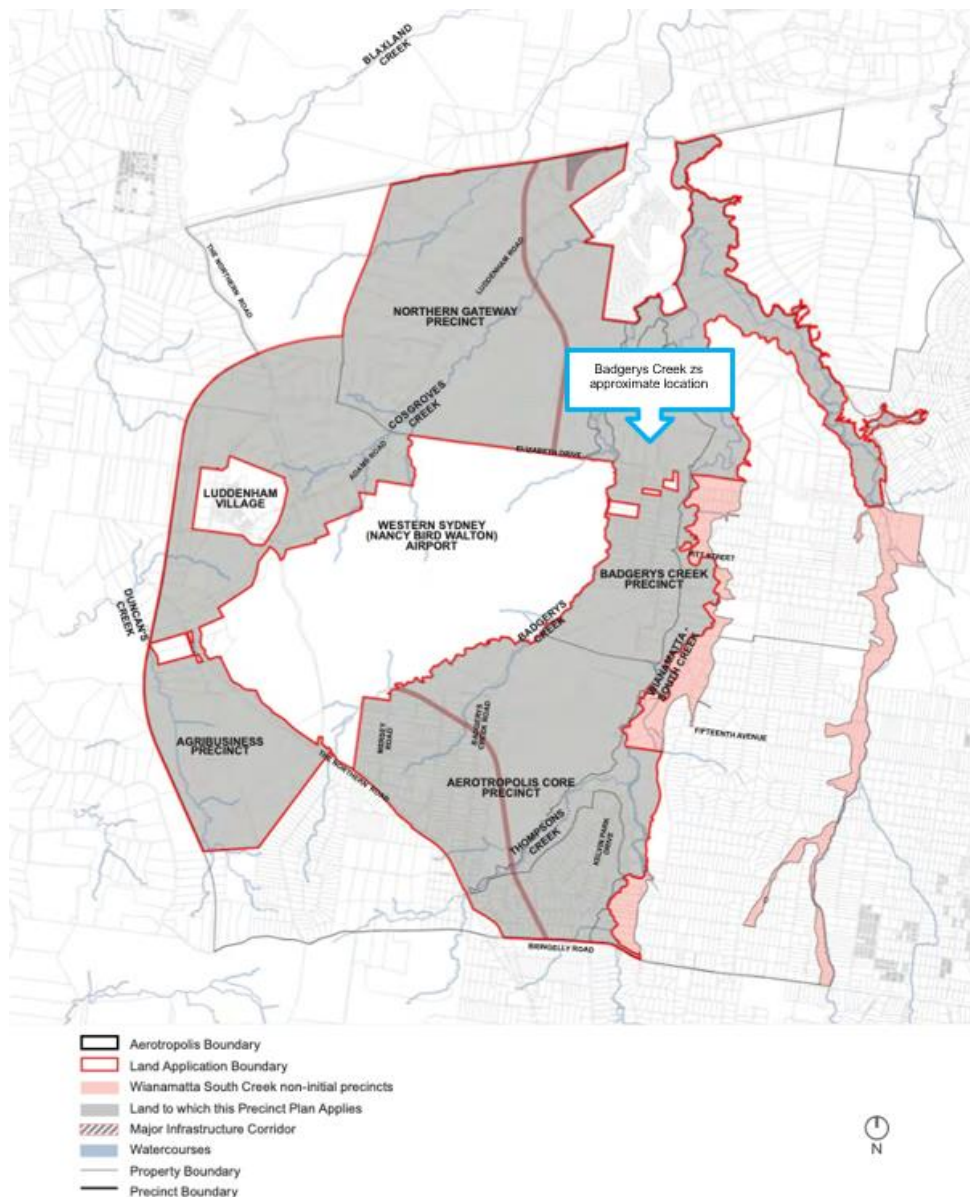 BLAXLAND
CREEK
THE NORTHERN ROAD
LUDDENHAM ROAD
NORTHERN GATEWAY
PRECINCT
Badgerys Creek zs
approximate location
COSGROVES
CREEK
ADAMS ROAD
ELIZABETH DRIVE
LUDDENHAM
VILLAGE
WESTERN SYDNEY
(NANCY BIRD WALTON)
AIRPORT
PITT STREET
BADGERYS CREEK
PRECINCT
DUNCAN'S
CREEK
BADGERYS
CREEK
WIANAMATTA -
SOUTH CREEK
AGRIBUSINESS
PRECINCT
MERSEY
ROAD
BADGERYS
CREEK ROAD
FIFTEENTH AVENUE
THE NORTHERN ROAD
AEROTROPOLIS CORE
PRECINCT
THOMPSONS
CREEK
KELVIN PARK
DRIVE
BRINGELLY ROAD
Aerotropolis Boundary
Land Application Boundary
Wianamatta South Creek non-initial precincts
Land to which this Precinct Plan Applies
Major Infrastructure Corridor
Watercourses
Property Boundary
Precinct Boundary
N